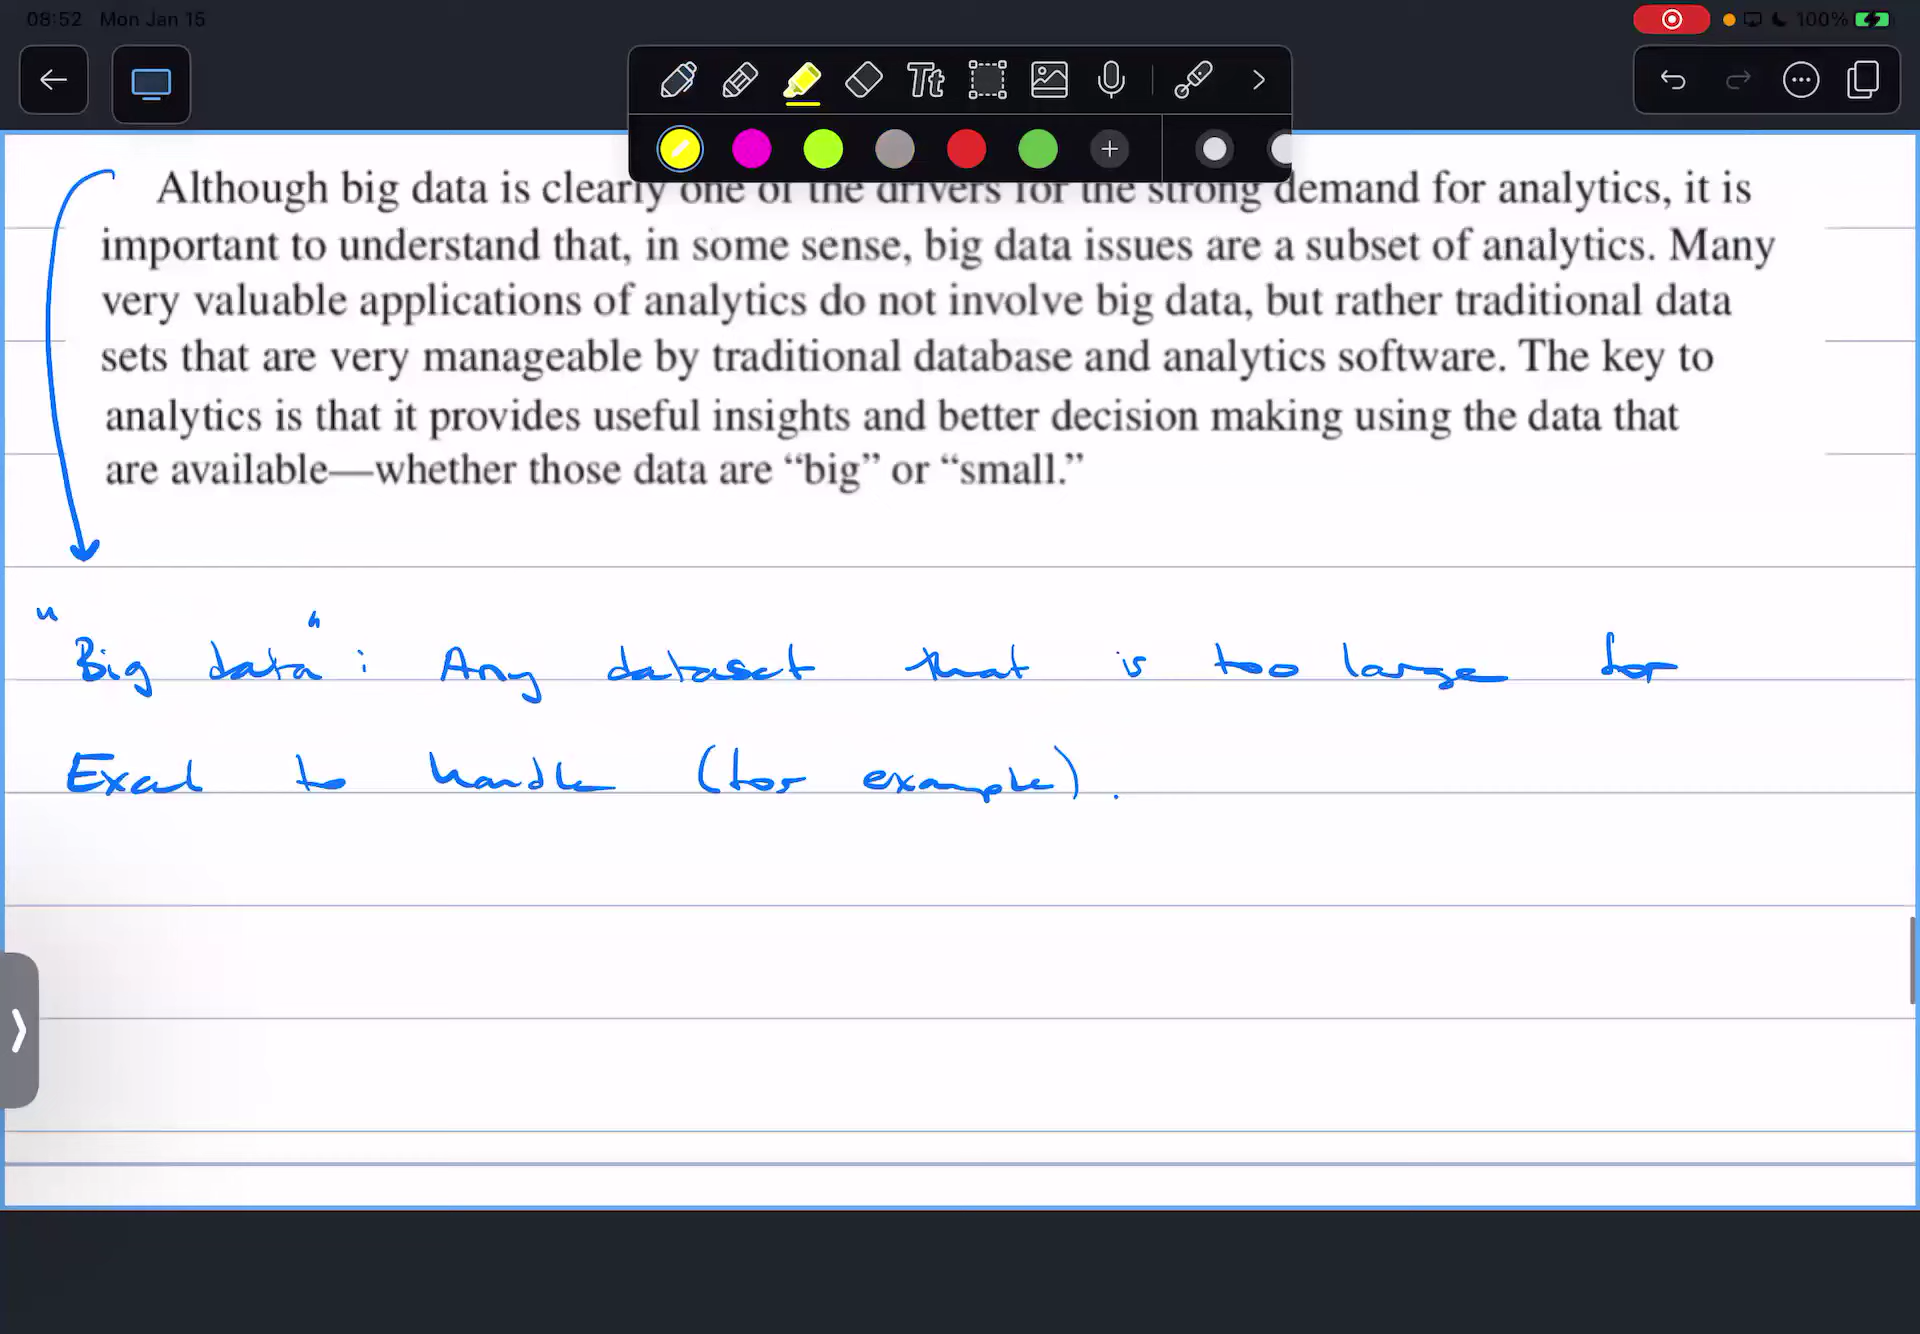 08:52 Mon Jan 15
100%
Tt
Although big data is clearly one of the drivers for the strong demand for analytics, it is
important to understand that, in some sense, big data issues are a subset of analytics. Many
very valuable applications of analytics do not involve big data, but rather traditional data
sets that are very manageable by traditional database and analytics software. The key to
analytics is that it provides useful insights and better decision making using the data that
are available—whether those data are “big” or “small.”
"Big data": Any dataset that is too large for
Excel to handle (for example).